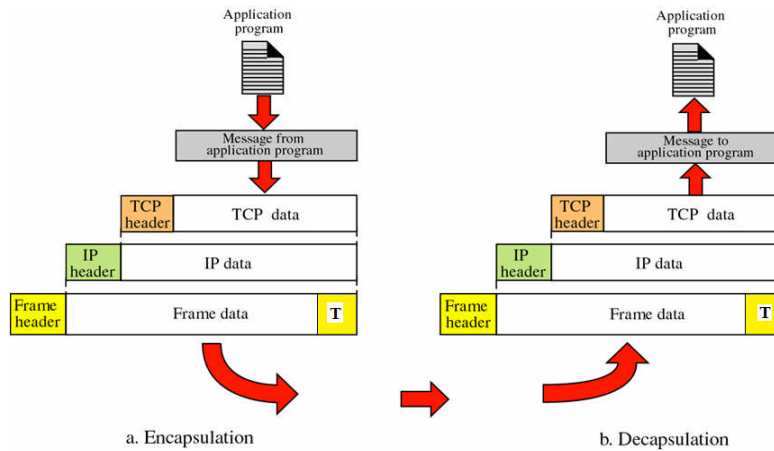 Application
program
Message from
application program
TCP
header
TCP data
IP
header
IP data
Frame
header
Frame data
T
a. Encapsulation
Application
program
Message to
application program
TCP
header
TCP data
IP
header
IP data
Frame
header
Frame data
T
b. Decapsulation